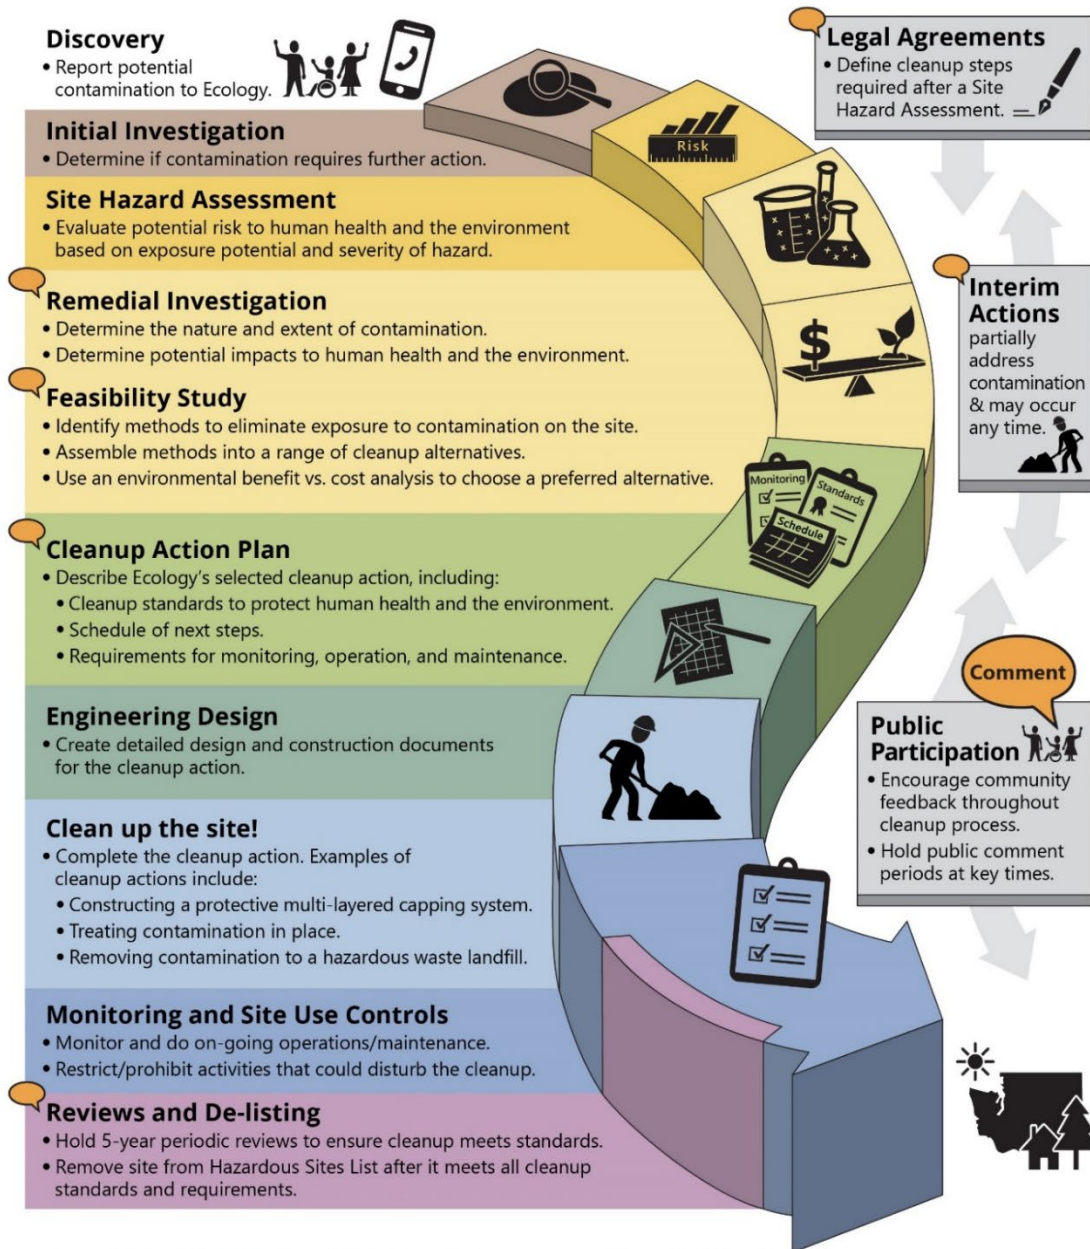 Discovery
• Report potential
contamination to Ecology.
Initial Investigation
• Determine if contamination requires further action.
Site Hazard Assessment
• Evaluate potential risk to human health and the environment
based on exposure potential and severity of hazard.
Remedial Investigation
• Determine the nature and extent of contamination.
• Determine potential impacts to human health and the environment.
Feasibility Study
• Identify methods to eliminate exposure to contamination on the site.
• Assemble methods into a range of cleanup alternatives.
• Use an environmental benefit vs. cost analysis to choose a preferred alternative.
Cleanup Action Plan
• Describe Ecology's selected cleanup action, including:
• Cleanup standards to protect human health and the environment.
• Schedule of next steps.
• Requirements for monitoring, operation, and maintenance.
Engineering Design
• Create detailed design and construction documents
for the cleanup action.
Clean up the site!
• Complete the cleanup action. Examples of
cleanup actions include:
• Constructing a protective multi-layered capping system.
• Treating contamination in place.
• Removing contamination to a hazardous waste landfill.
Monitoring and Site Use Controls
• Monitor and do on-going operations/maintenance.
• Restrict/prohibit activities that could disturb the cleanup.
Reviews and De-listing
• Hold 5-year periodic reviews to ensure cleanup meets standards.
• Remove site from Hazardous Sites List after it meets all cleanup
standards and requirements.
Risk
$
Monitoring
Standards
Schedule
Legal Agreements
• Define cleanup steps
required after a Site
Hazard Assessment.
Interim
Actions
partially
address
contamination
& may occur
any time.
Comment
Public
Participation
• Encourage community
feedback throughout
cleanup process.
• Hold public comment
periods at key times.